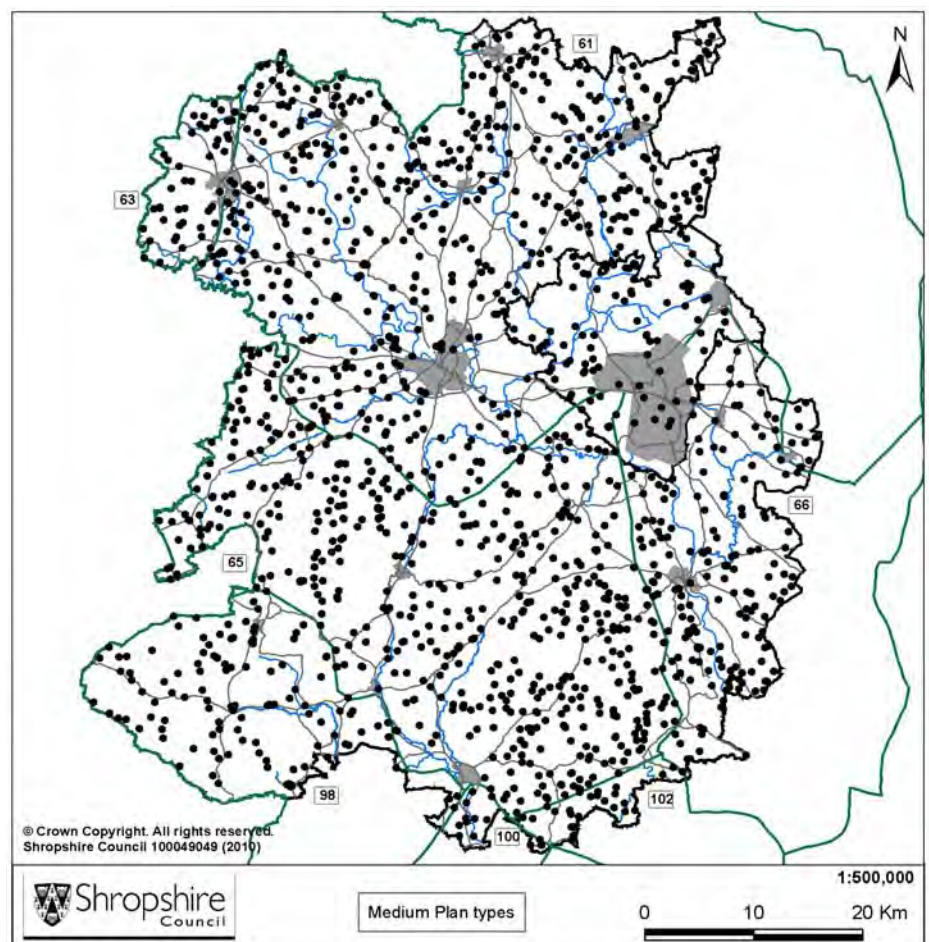 61
N
63
66
65
98
102
100
© Crown Copyright. All rights reserved.
Shropshire Council 100049049 (2010)
1:500,000
Shropshire
Council
Medium Plan types
0 10 20 Km